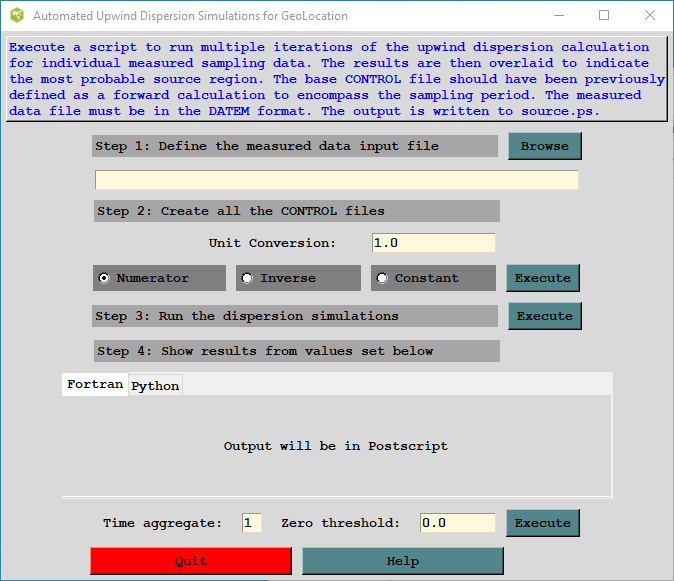 Automated Upwind Dispersion Simulations for GeoLocation
Execute a script to run multiple iterations of the upwind dispersion calculation
for individual measured sampling data. The results are then overlaid to indicate
the most probable source region. The base CONTROL file should have been previously
defined as a forward calculation to encompass the sampling period. The measured
data file must be in the DATEM format. The output is written to source.ps.
Step 1: Define the measured data input file Browse
Step 2: Create all the CONTROL files
Unit Conversion: 1.0
Numerator Inverse Constant Execute
Step 3: Run the dispersion simulations Execute
Step 4: Show results from values set below
Fortran Python
Output will be in Postscript
Time aggregate: 1 Zero threshold: 0.0 Execute
Quit Help